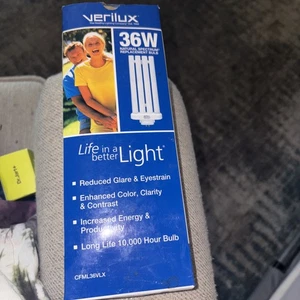 verilux
36W
NATURAL SPECTRUM
REPLACEMENT BULB
Life in a
better Light
• Reduced Glare & Eyestrain
• Enhanced Color, Clarity
& Contrast
• Increased Energy &
Productivity
• Long Life 10,000 Hour Bulb
CFML36VLX